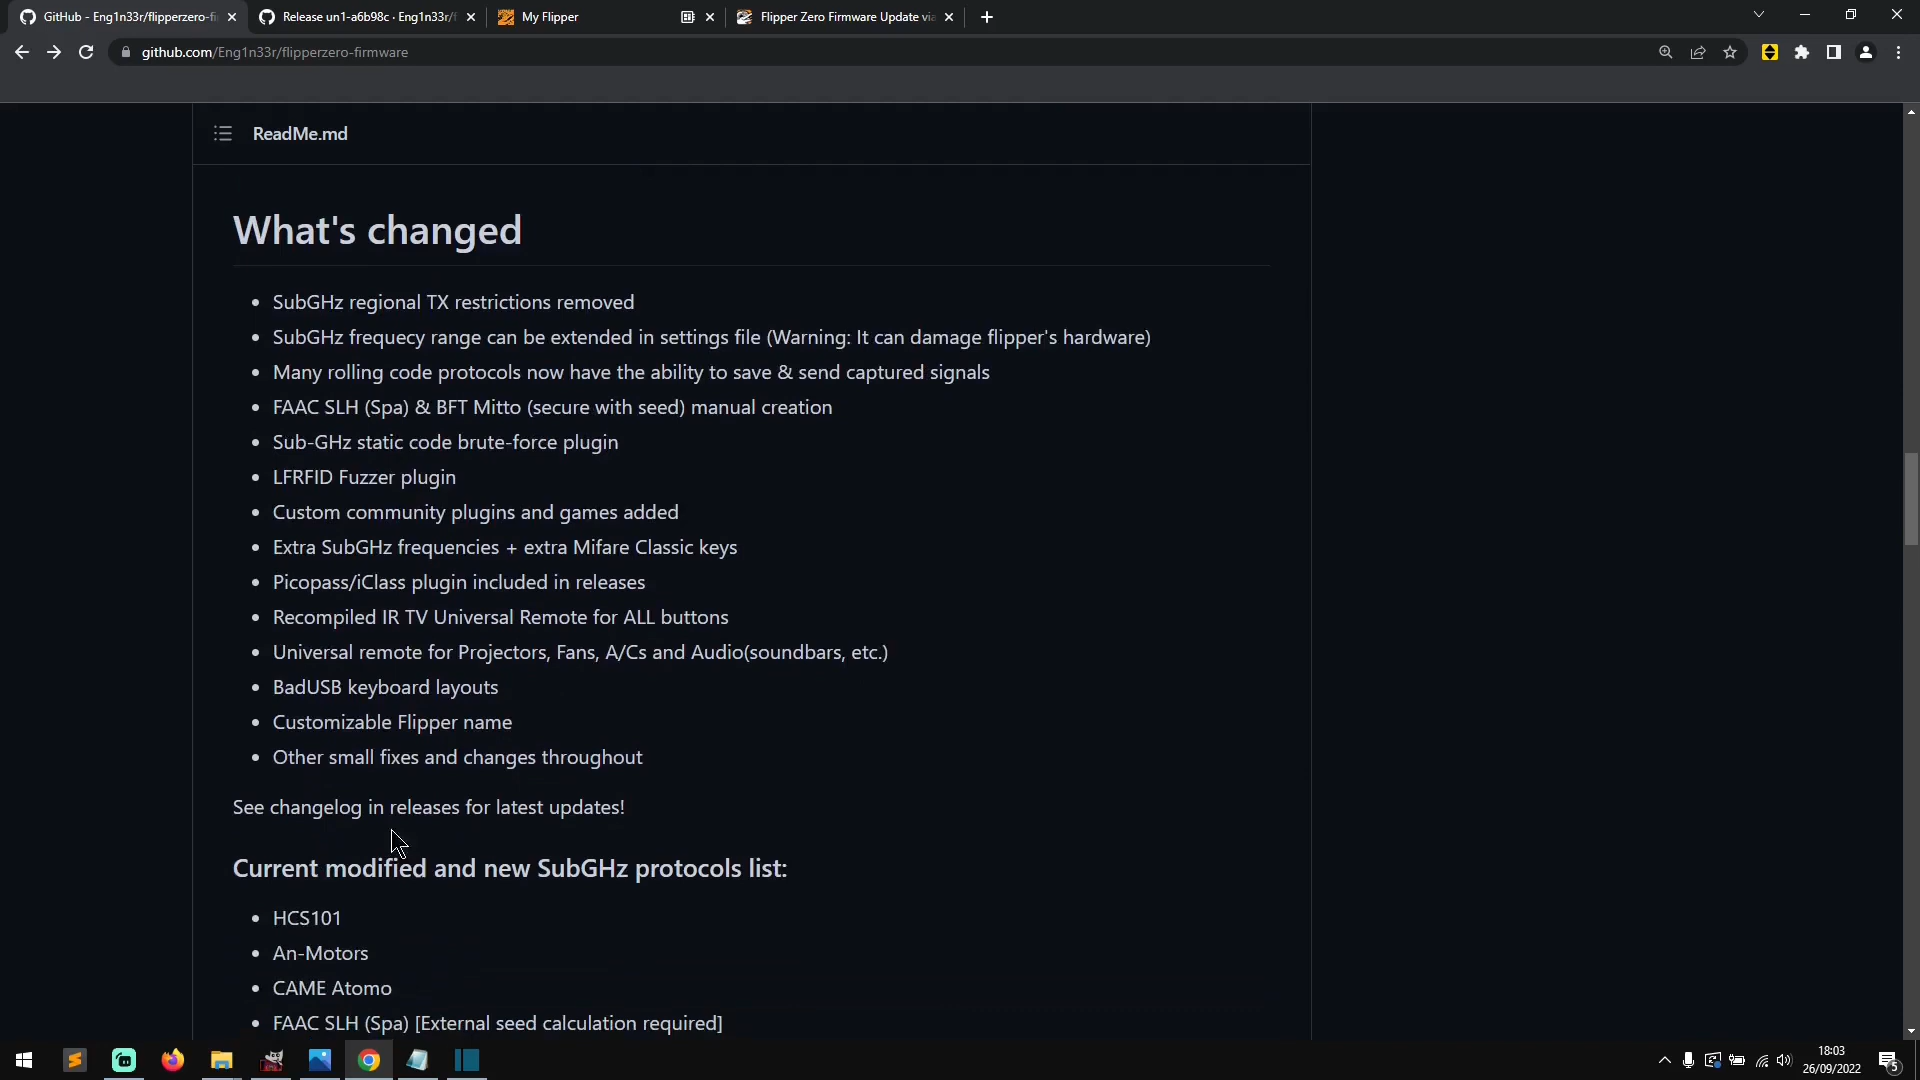 GitHub - Eng1n33r/flipperzero-fi
Release un1-a6b98c · Eng1n33r/f
My Flipper
Flipper Zero Firmware Update via
github.com/Eng1n33r/flipperzero-firmware
ReadMe.md
What's changed
SubGHz regional TX restrictions removed
SubGHz frequecy range can be extended in settings file (Warning: It can damage flipper's hardware)
Many rolling code protocols now have the ability to save & send captured signals
FAAC SLH (Spa) & BFT Mitto (secure with seed) manual creation
Sub-GHz static code brute-force plugin
LFRFID Fuzzer plugin
Custom community plugins and games added
Extra SubGHz frequencies + extra Mifare Classic keys
Picopass/iClass plugin included in releases
Recompiled IR TV Universal Remote for ALL buttons
Universal remote for Projectors, Fans, A/Cs and Audio(soundbars, etc.)
BadUSB keyboard layouts
Customizable Flipper name
Other small fixes and changes throughout
See changelog in releases for latest updates!
Current modified and new SubGHz protocols list:
HCS101
An-Motors
CAME Atomo
FAAC SLH (Spa) [External seed calculation required]
18:03
26/09/2022
5